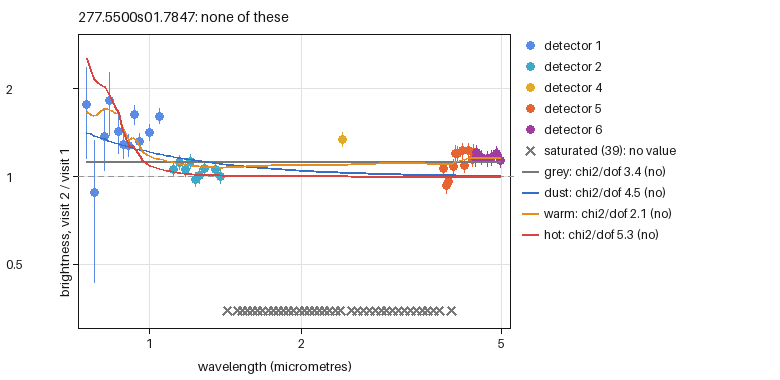 277.5500s01.7847: none of these
brightness, visit 2 / visit 1
2
1
0.5
1
2
5
wavelength (micrometres)
detector 1
detector 2
detector 4
detector 5
detector 6
saturated (39): no value
grey: chi2/dof 3.4 (no)
dust: chi2/dof 4.5 (no)
warm: chi2/dof 2.1 (no)
hot: chi2/dof 5.3 (no)